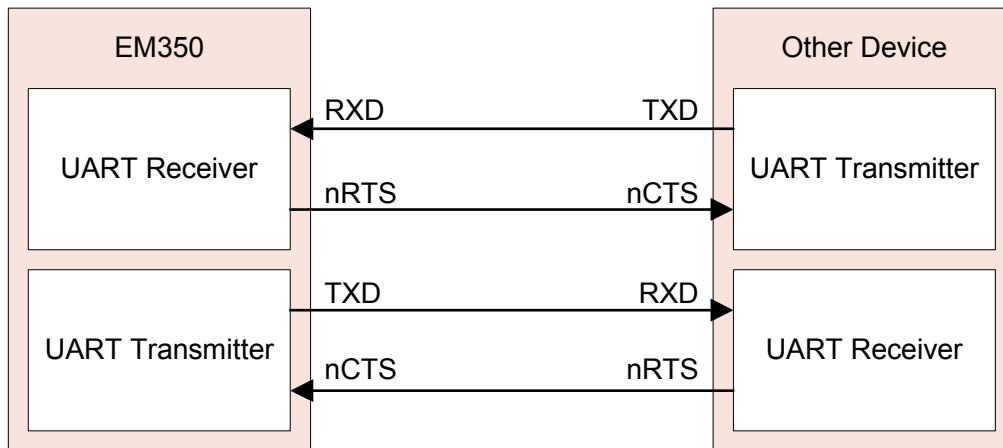 EM350
Other Device
RXD
TXD
UART Receiver
UART Transmitter
nRTS
nCTS
TXD
RXD
UART Transmitter
UART Receiver
nCTS
nRTS